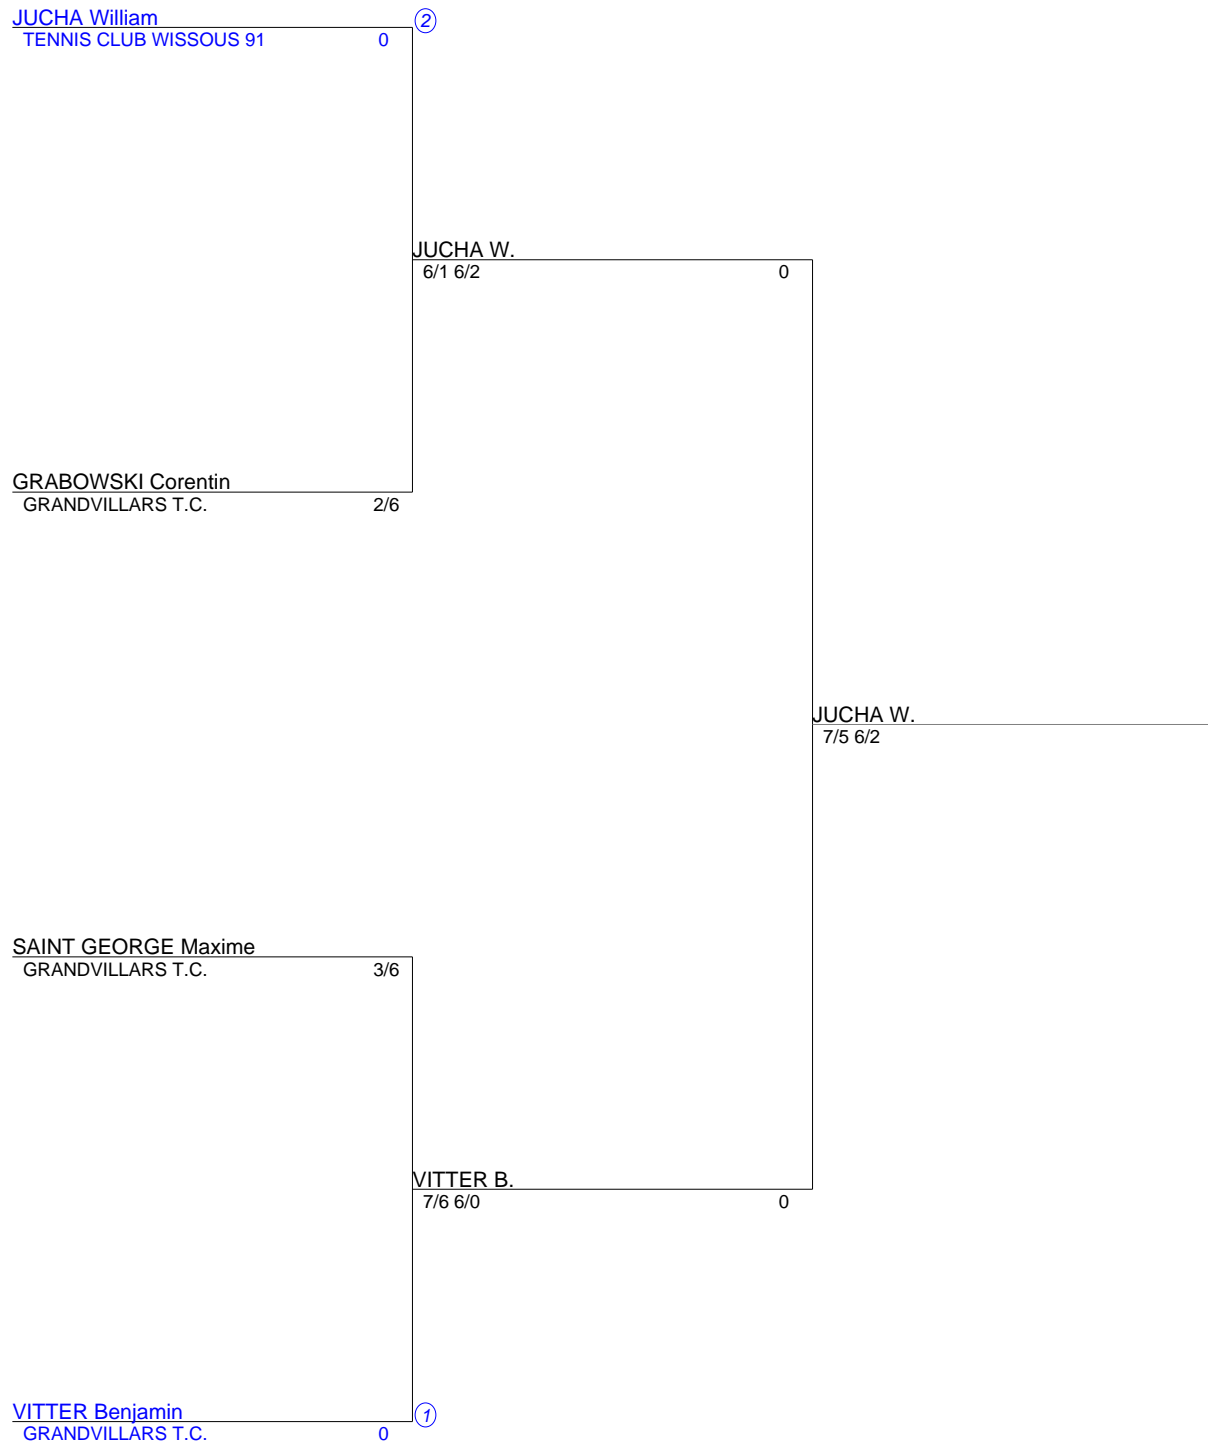 JUCHA William 2
TENNIS CLUB WISSOUS 91 0
JUCHA W.
6/1 6/2 0
GRABOWSKI Corentin
GRANDVILLARS T.C. 2/6
JUCHA W.
7/5 6/2
SAINT GEORGE Maxime
GRANDVILLARS T.C. 3/6
VITTER B.
7/6 6/0 0
VITTER Benjamin 1
GRANDVILLARS T.C. 0